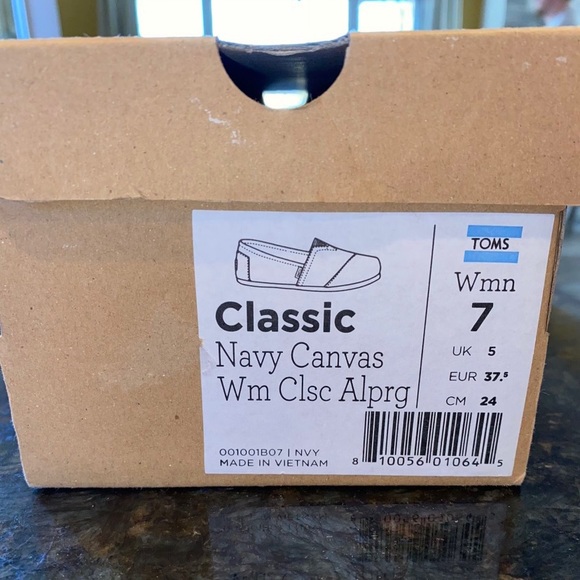 Classic
Navy Canvas
Wm Clsc Alprg
001001B07 | NVY
MADE IN VIETNAM
TOMS
Wmn
7
UK 5
EUR 37.⁵
CM 24
8 10056 01064 5